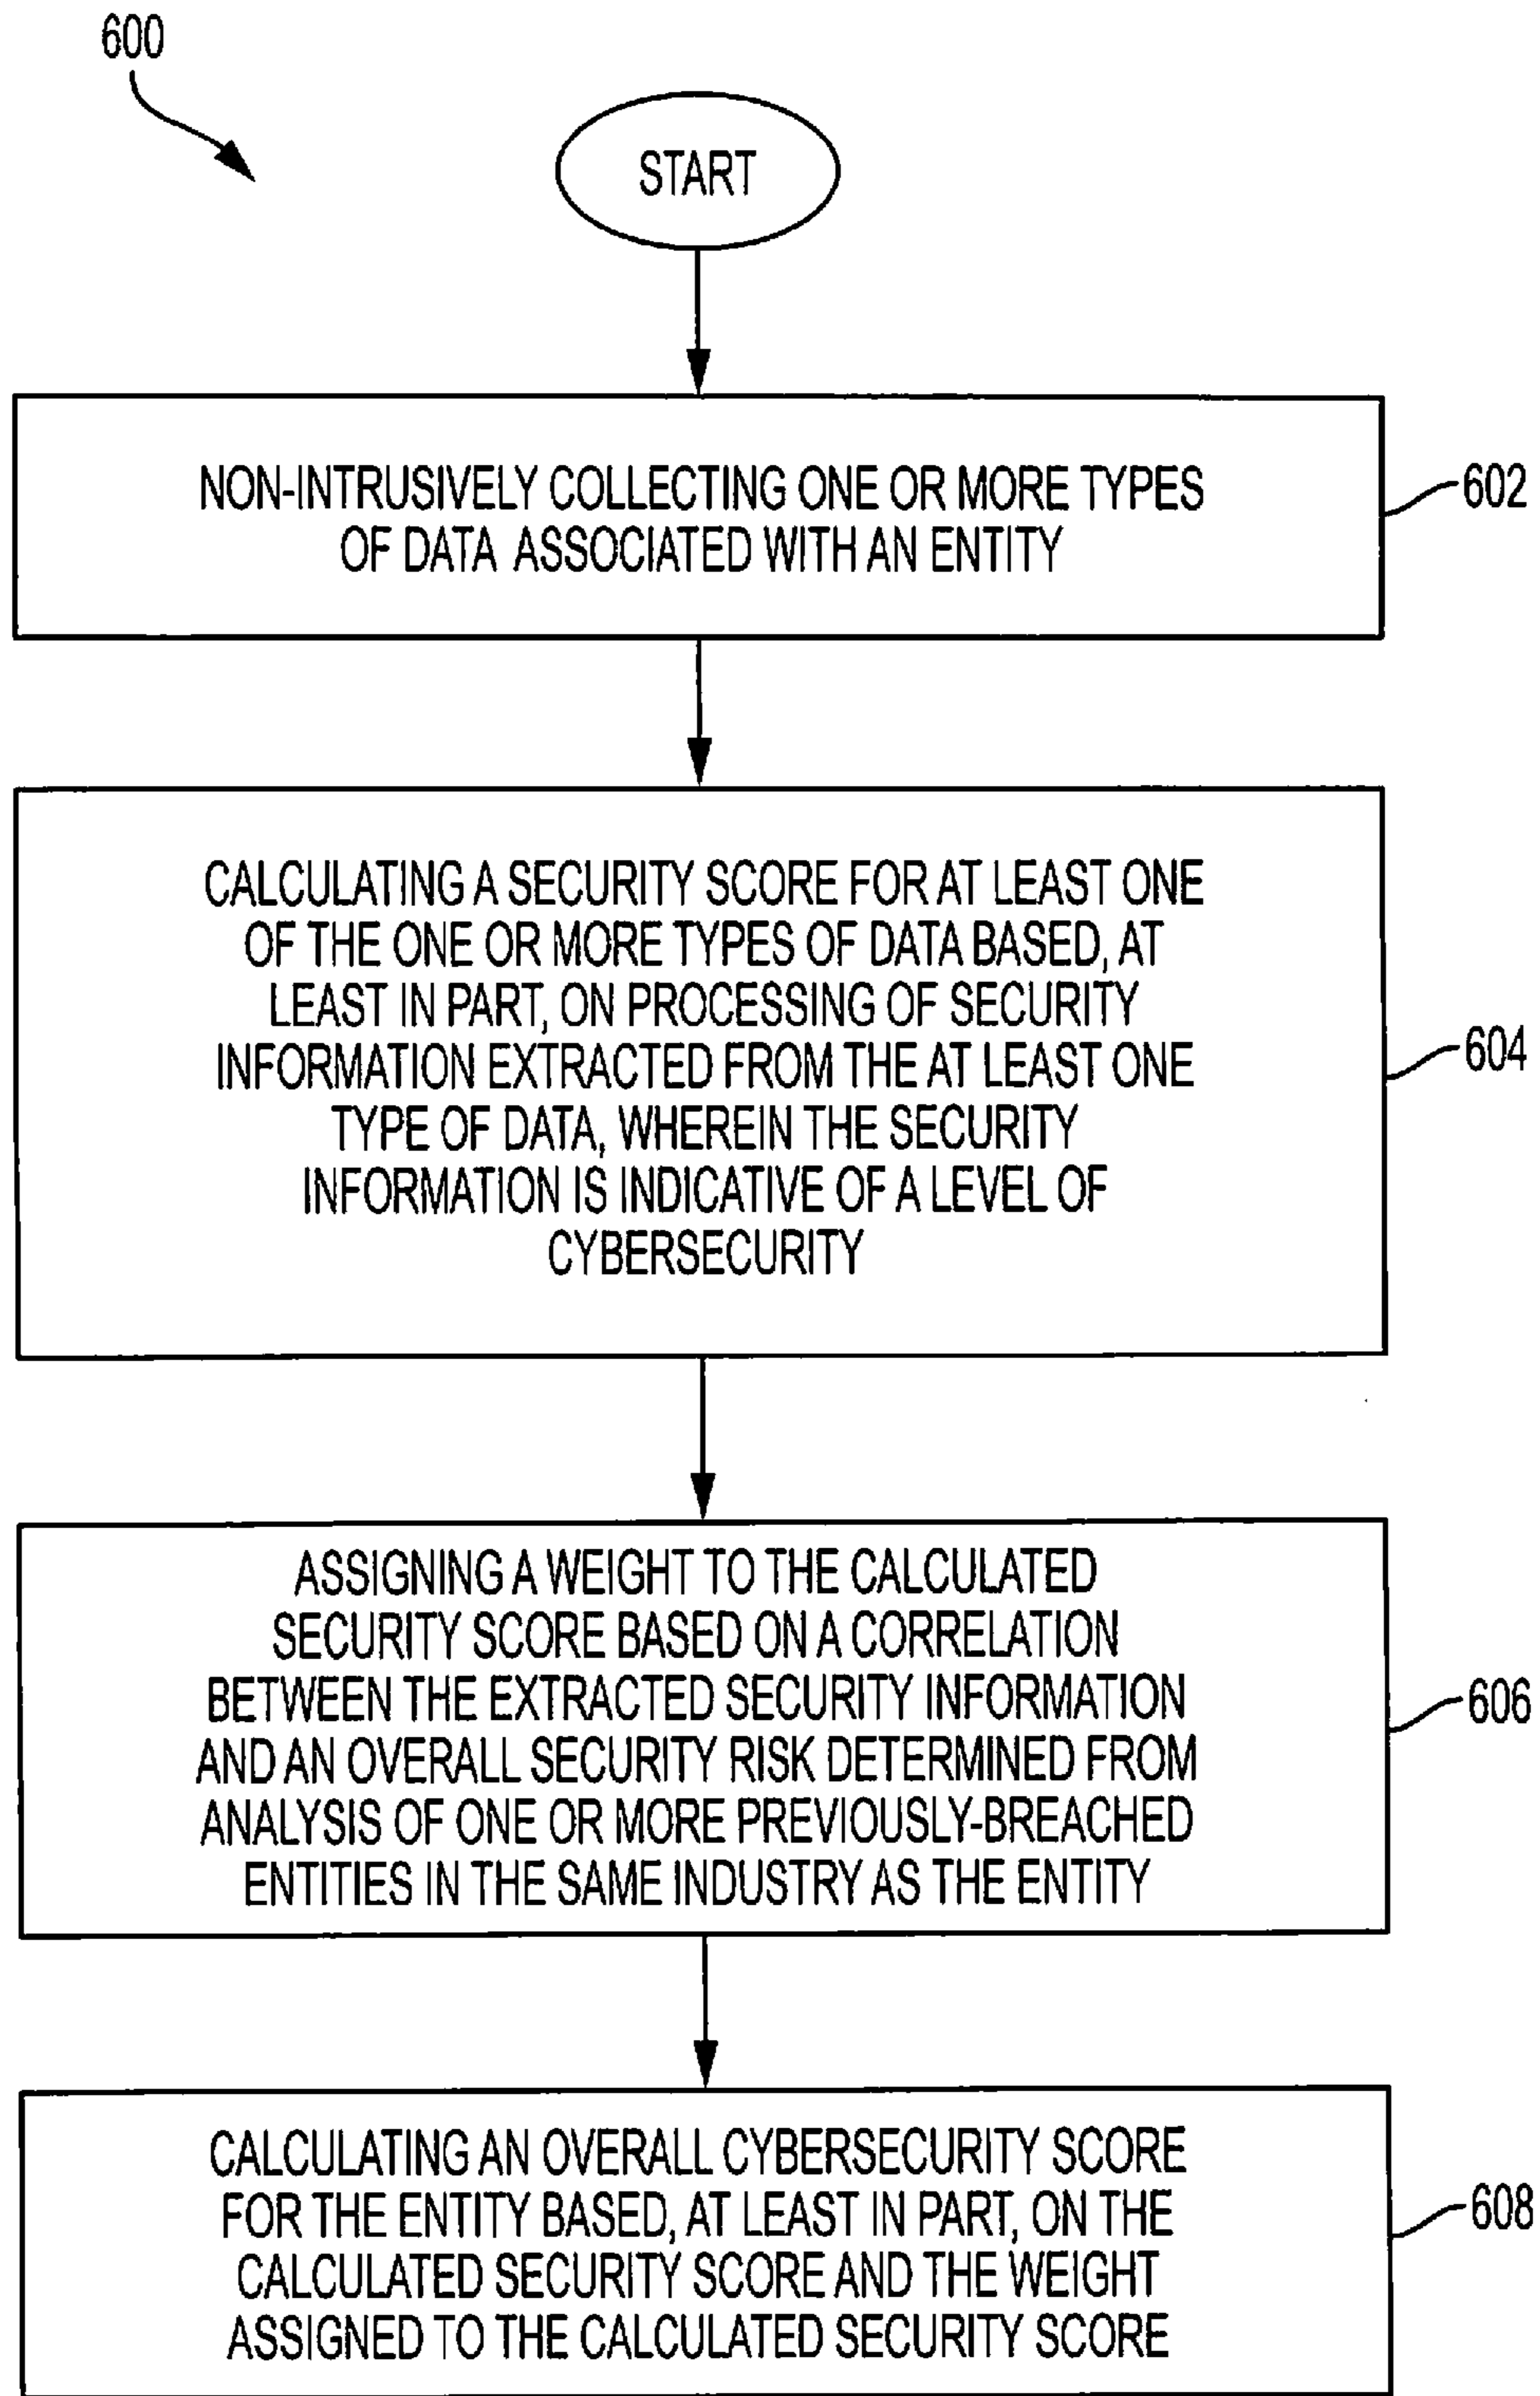 600
START
NON-INTRUSIVELY COLLECTING ONE OR MORE TYPES
OF DATA ASSOCIATED WITH AN ENTITY
602
CALCULATING A SECURITY SCORE FOR AT LEAST ONE
OF THE ONE OR MORE TYPES OF DATA BASED, AT
LEAST IN PART, ON PROCESSING OF SECURITY
INFORMATION EXTRACTED FROM THE AT LEAST ONE
TYPE OF DATA, WHEREIN THE SECURITY
INFORMATION IS INDICATIVE OF A LEVEL OF
CYBERSECURITY
604
ASSIGNING A WEIGHT TO THE CALCULATED
SECURITY SCORE BASED ON A CORRELATION
BETWEEN THE EXTRACTED SECURITY INFORMATION
AND AN OVERALL SECURITY RISK DETERMINED FROM
ANALYSIS OF ONE OR MORE PREVIOUSLY-BREACHED
ENTITIES IN THE SAME INDUSTRY AS THE ENTITY
606
CALCULATING AN OVERALL CYBERSECURITY SCORE
FOR THE ENTITY BASED, AT LEAST IN PART, ON THE
CALCULATED SECURITY SCORE AND THE WEIGHT
ASSIGNED TO THE CALCULATED SECURITY SCORE
608